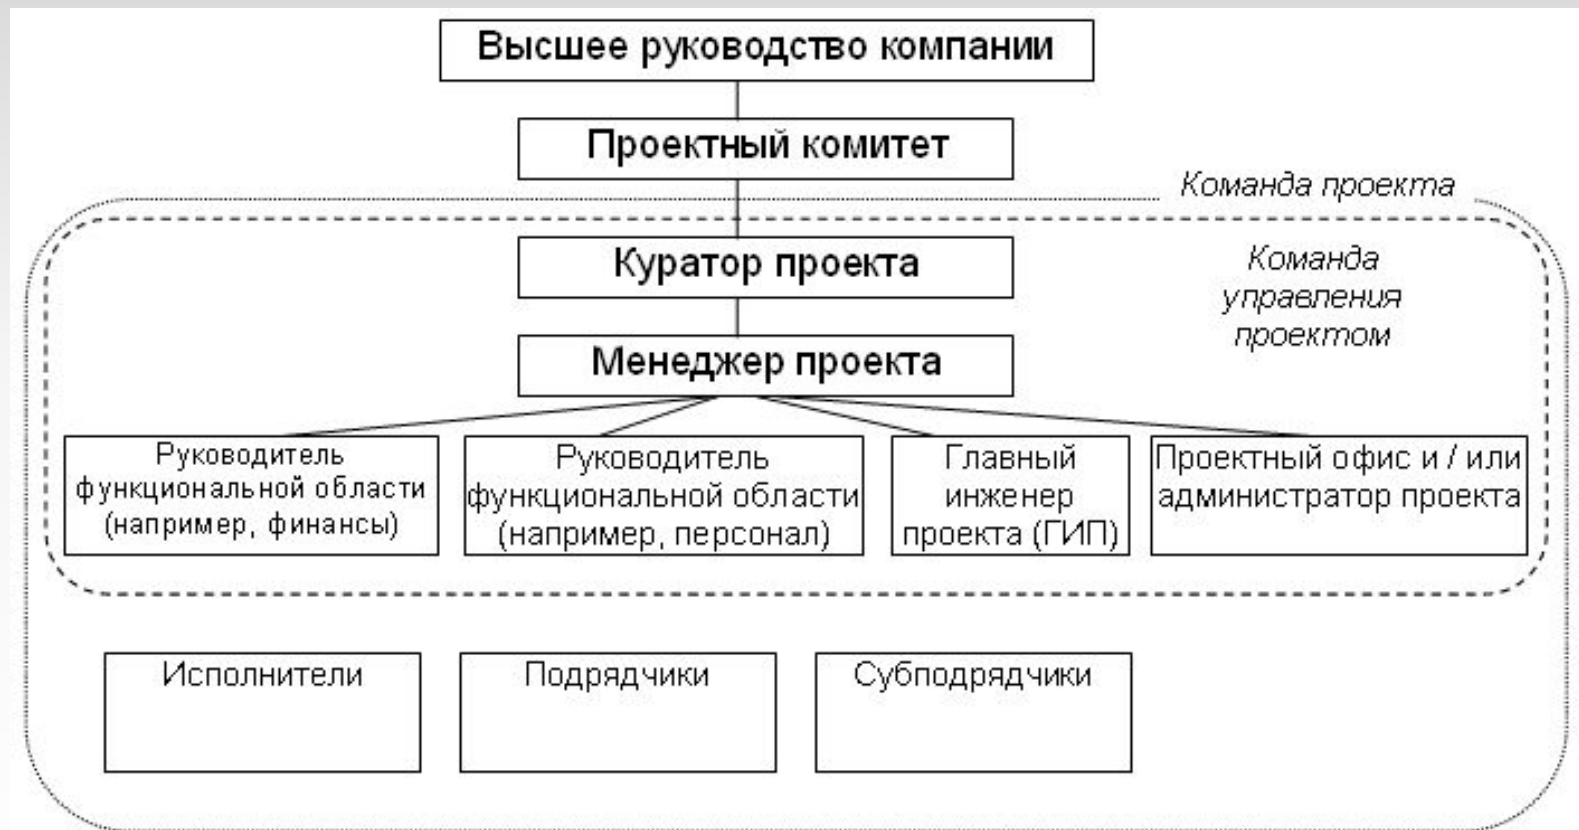 Высшее руководство компании
Проектный комитет
Команда проекта
Куратор проекта
Команда
управления
проектом
Менеджер проекта
Руководитель
функциональной области
(например, финансы)
Руководитель
функциональной области
(например, персонал)
Главный
инженер
проекта (ГИП)
Проектный офис и / или
администратор проекта
Исполнители
Подрядчики
Субподрядчики